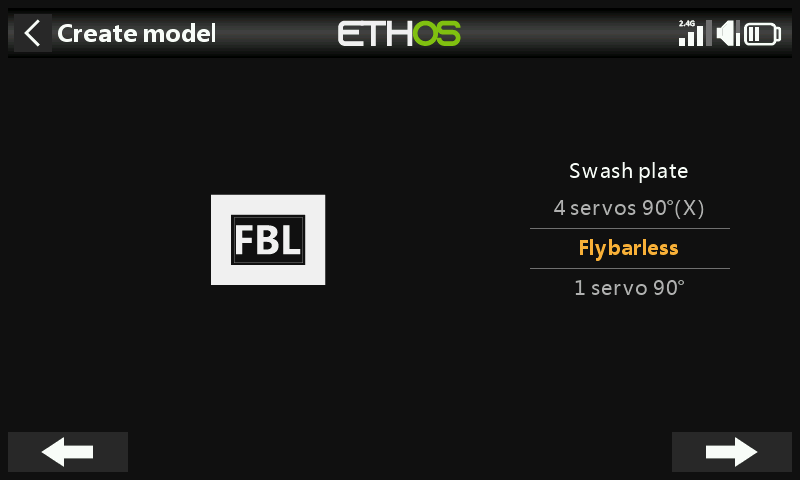 Create model
ETHOS
2.4G
Swash plate
4 servos 90°(X)
FBL
Flybarless
1 servo 90°